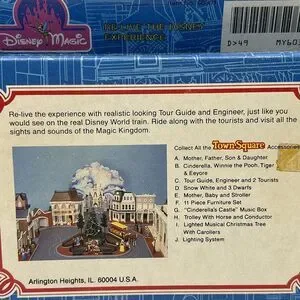 RE-LIVE THE DISNEY
EXPERIENCE
DISNEY MAGIC
D>49 MY60
Re-live the experience with realistic looking Tour Guide and Engineer, just like you
would see on the real Disney World train. Ride along with the tourists and visit all the
sights and sounds of the Magic Kingdom.
Collect All the Town Square Accessories
A. Mother, Father, Son & Daughter
B. Cinderella, Winnie the Pooh, Tiger
& Eeyore
C. Tour, Guide, Engineer and 2 Tourists
D. Snow White and 3 Dwarfs
E. Mother, Baby and Stroller
F. 11 Piece Furniture Set
G. "Cinderella's Castle" Music Box
H. Trolley With Horse and Conductor
I. Lighted Musical Christmas Tree
With Carollers
J. Lighting System
Arlington Heights, IL. 60004 U.S.A.